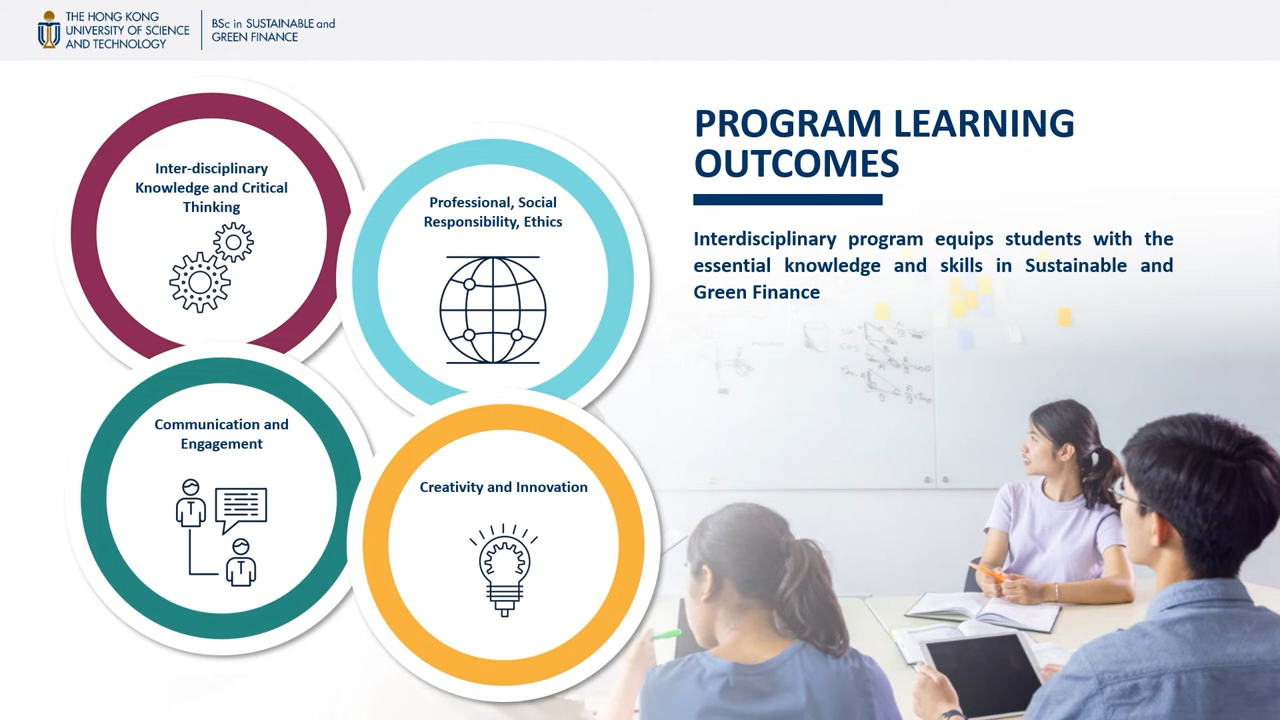 THE HONG KONG
UNIVERSITY OF SCIENCE
AND TECHNOLOGY
BSc in SUSTAINABLE and
GREEN FINANCE
Inter-disciplinary
Knowledge and Critical
Thinking
Professional, Social
Responsibility, Ethics
Communication and
Engagement
Creativity and Innovation
PROGRAM LEARNING
OUTCOMES
Interdisciplinary program equips students with the
essential knowledge and skills in Sustainable and
Green Finance